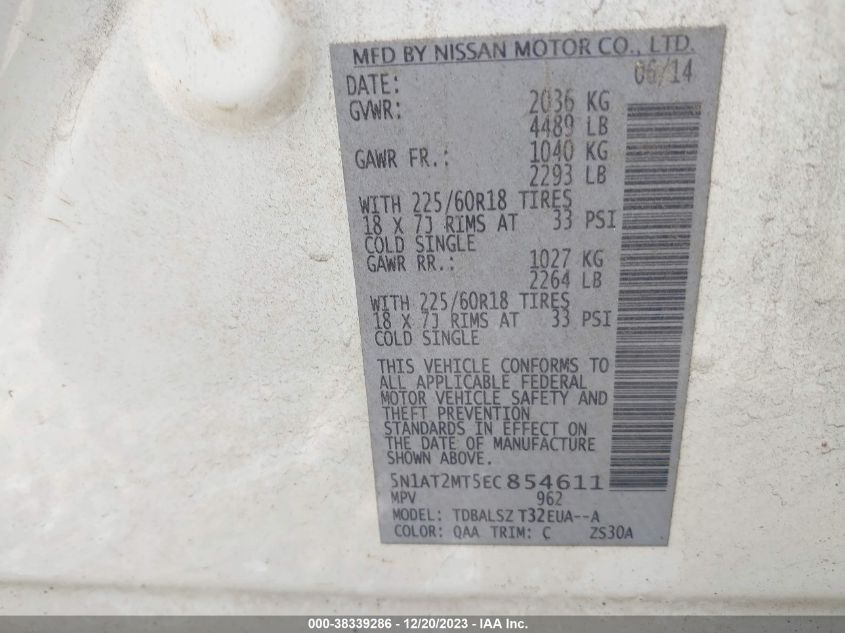 MFD BY NISSAN MOTOR CO., LTD.
DATE: 06/14
GVWR: 2036 KG
4489 LB
GAWR FR.: 1040 KG
2293 LB
WITH 225/60R18 TIRES
18 X 7J RIMS AT 33 PSI
COLD SINGLE
GAWR RR.: 1027 KG
2264 LB
WITH 225/60R18 TIRES
18 X 7J RIMS AT 33 PSI
COLD SINGLE
THIS VEHICLE CONFORMS TO
ALL APPLICABLE FEDERAL
MOTOR VEHICLE SAFETY AND
THEFT PREVENTION
STANDARDS IN EFFECT ON
THE DATE OF MANUFACTURE
SHOWN ABOVE.
5N1AT2MT5EC854611
MPV 962
MODEL: TDBALSZ T32EUA--A
COLOR: QAA TRIM: C ZS30A
000-38339286 - 12/20/2023 - IAA Inc.